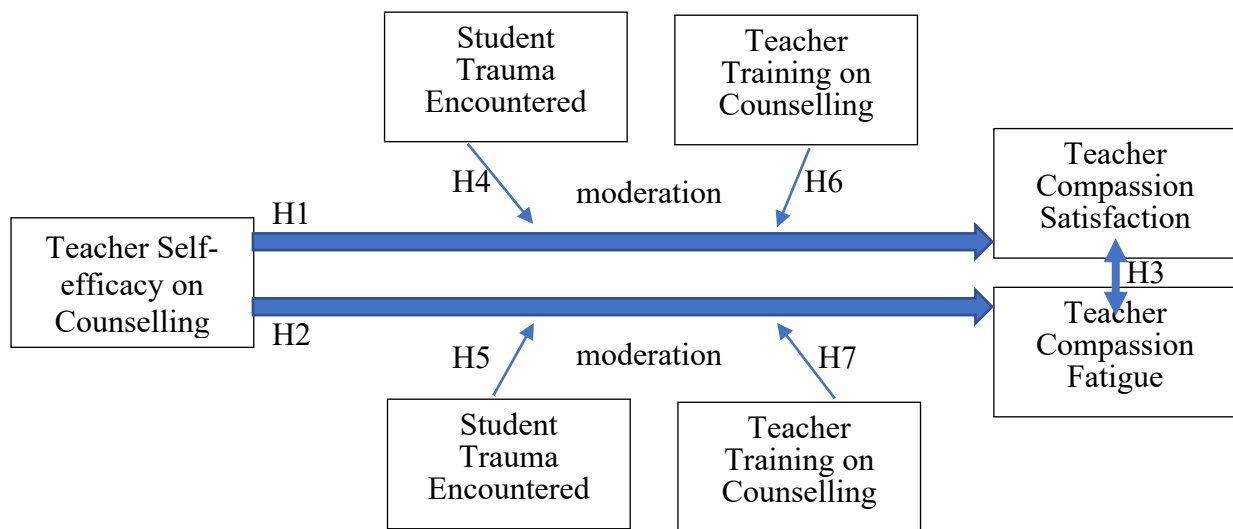 Student
Trauma
Encountered
Teacher
Training on
Counselling
Teacher
Compassion
Satisfaction
H4
moderation
H6
H1
Teacher Self-
efficacy on
Counselling
H3
H2
H5
moderation
H7
Teacher
Compassion
Fatigue
Student
Trauma
Encountered
Teacher
Training on
Counselling